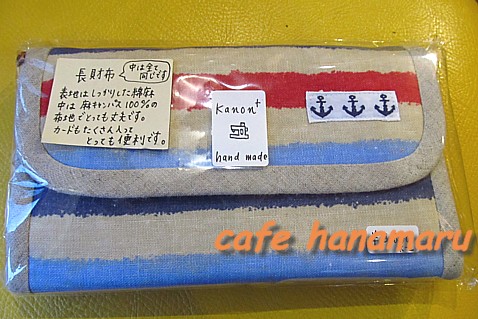 長財布
中は全て
同じです
表地はしっかりした綿麻
中は麻キャンバス100%の
布地でとっても丈夫です。
カードもたくさん入って
とっても便利です。
Kanon+
hand made
cafe hanamaru